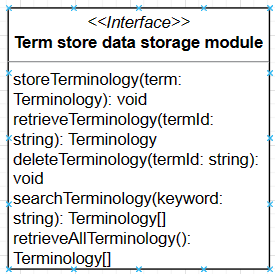 <<Interface>>
Term store data storage module
storeTerminology(term:
Terminology): void
retrieveTerminology(termId:
string): Terminology
deleteTerminology(termId: string):
void
searchTerminology(keyword:
string): Terminology[]
retrieveAllTerminology():
Terminology[]